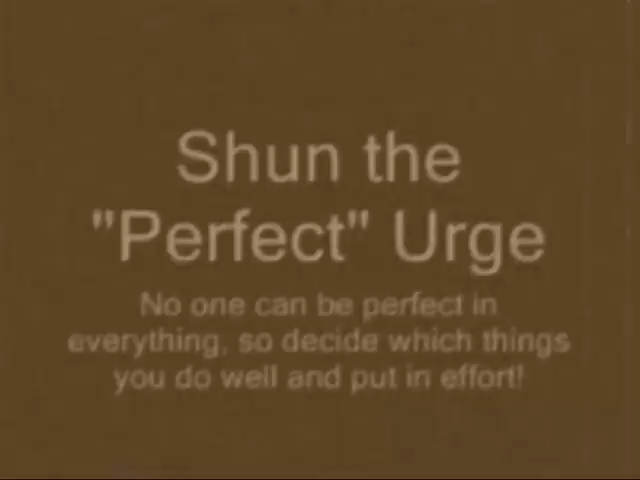 Shun the
"Perfect" Urge
No one can be perfect in
everything, so decide which things
you do well and put in effort!